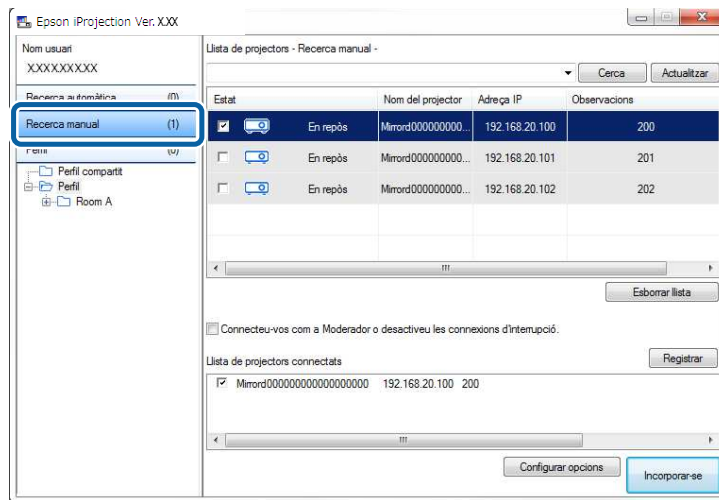 Epson iProjection Ver. X.XX
Nom usuari
XXXXXXXXX
Recerca automàtica (0)
Recerca manual (1)
Perfil (0)
Perfil compartit
Perfil
Room A
Llista de projectors - Recerca manual -
Cerca
Actualitzar
Estat Nom del projector Adreça IP Observacions
En repòs Mirrord000000000... 192.168.20.100 200
En repòs Mirrord000000000... 192.168.20.101 201
En repòs Mirrord000000000... 192.168.20.102 202
Esborrar llista
Connecteu-vos com a Moderador o desactiveu les connexions d'interrupció.
Llista de projectors connectats
Registrar
Mirrord000000000000000000 192.168.20.100 200
Configurar opcions
Incorporar-se